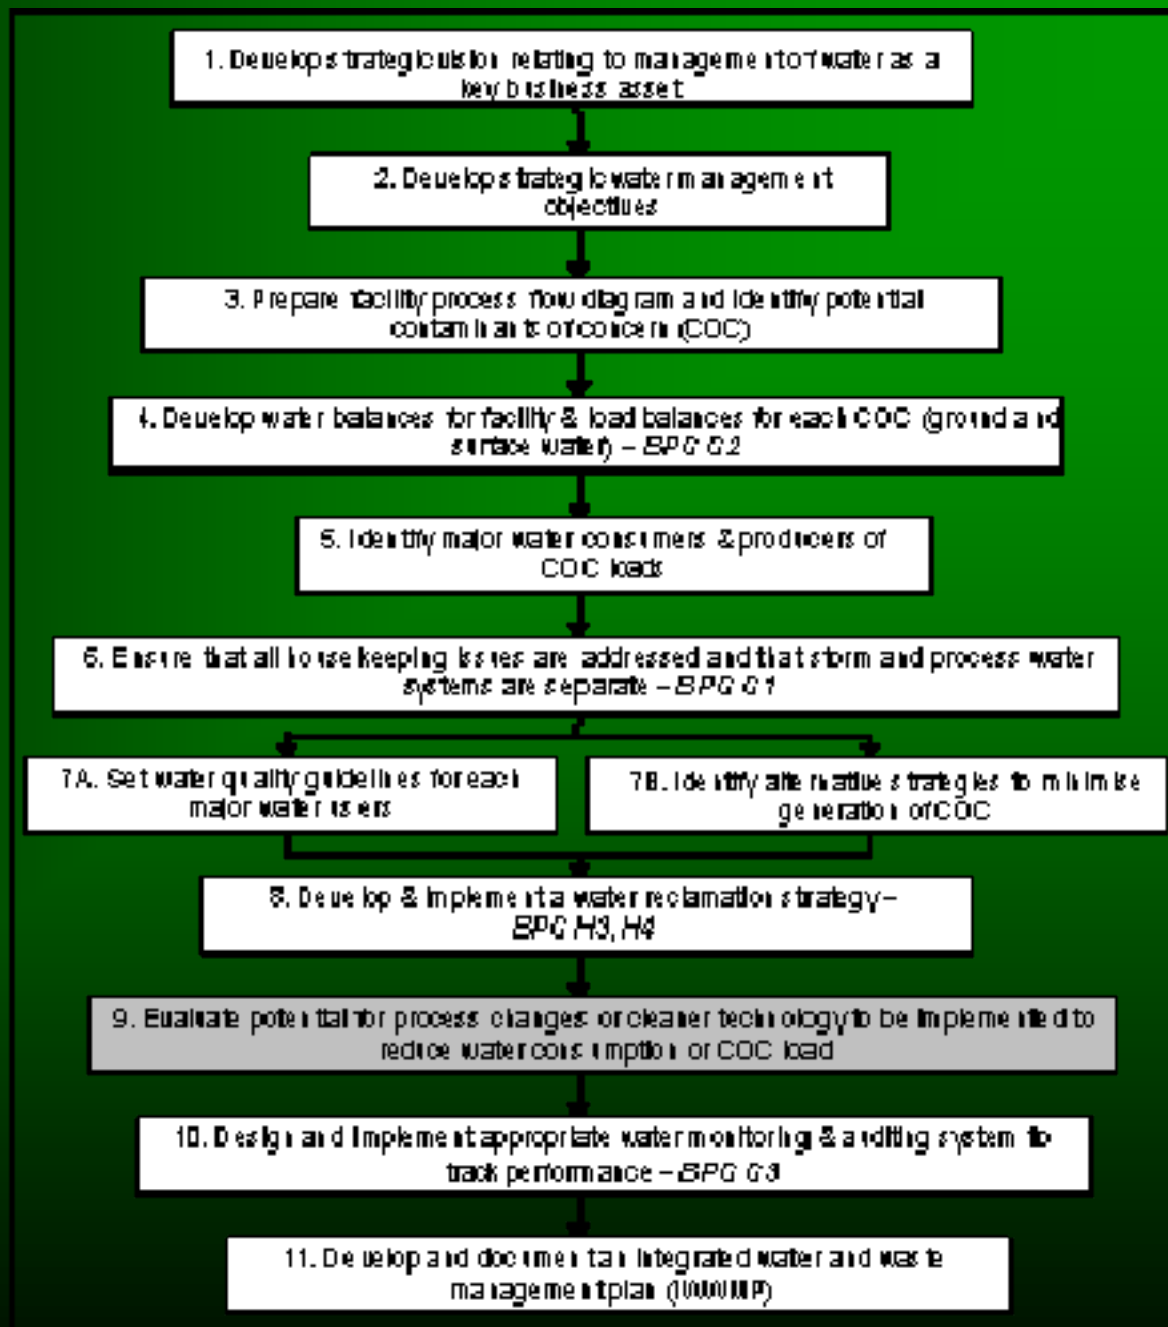 1. Develop strategic vision relating to management of water as a
key business asset
2. Develop strategic water management
objectives
3. Prepare facility process flow diagram and identify potential
contaminants of concern (COC)
4. Develop water balances for facility & load balances for each COC (ground and
surface water) – BPG G2
5. Identify major water consumers & producers of
COC loads
6. Ensure that all housekeeping issues are addressed and that storm and process water
systems are separate – BPG G1
7A. Set water quality guidelines for each
major water users
7B. Identify alternative strategies to minimise
generation of COC
8. Develop & implement a water reclamation strategy –
BPG H3, H4
9. Evaluate potential for process changes or cleaner technology to be implemented to
reduce water consumption or COC load
10. Design and implement appropriate water monitoring & auditing system to
track performance – BPG G3
11. Develop and document an integrated water and waste
management plan (IWWMP)